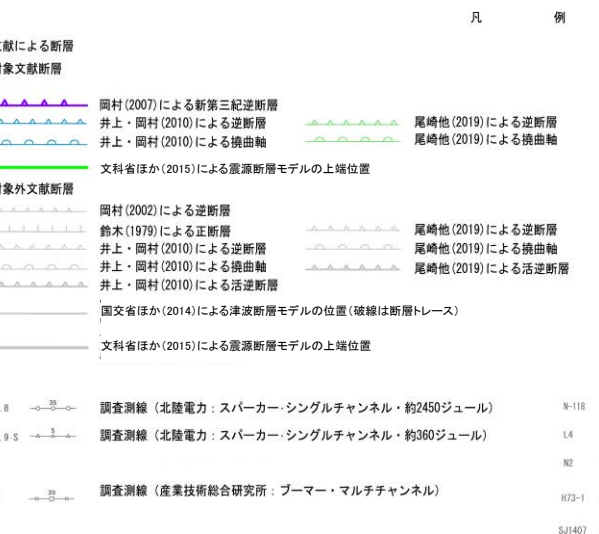 凡 例
献による断層
対象文献断層
岡村(2007)による新第三紀逆断層
井上・岡村(2010)による逆断層 尾崎他(2019)による逆断層
井上・岡村(2010)による撓曲軸 尾崎他(2019)による撓曲軸
文科省ほか(2015)による震源断層モデルの上端位置
対象外文献断層
岡村(2002)による逆断層
鈴木(1979)による正断層 尾崎他(2019)による逆断層
井上・岡村(2010)による逆断層 尾崎他(2019)による撓曲軸
井上・岡村(2010)による撓曲軸 尾崎他(2019)による活逆断層
井上・岡村(2010)による活逆断層
国交省ほか(2014)による津波断層モデルの位置(破線は断層トレース)
文科省ほか(2015)による震源断層モデルの上端位置
.8 35 調査測線（北陸電力：スパーカー・シングルチャンネル・約2450ジュール） N-118
.9-S 5 調査測線（北陸電力：スパーカー・シングルチャンネル・約360ジュール） L4
N2
20 調査測線（産業技術総合研究所：ブーマー・マルチチャンネル） H73-1
SJ1407